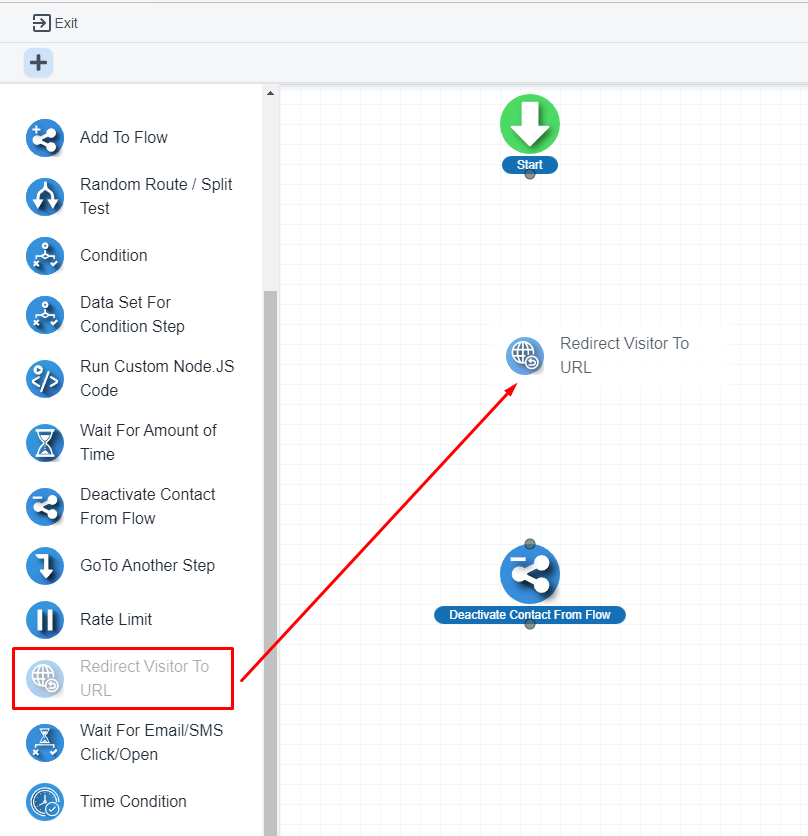 Exit
Add To Flow
Random Route / Split
Test
Condition
Data Set For
Condition Step
Run Custom Node.JS
Code
Wait For Amount of
Time
Deactivate Contact
From Flow
GoTo Another Step
Rate Limit
Redirect Visitor To
URL
Wait For Email/SMS
Click/Open
Time Condition
Start
Redirect Visitor To
URL
Deactivate Contact From Flow